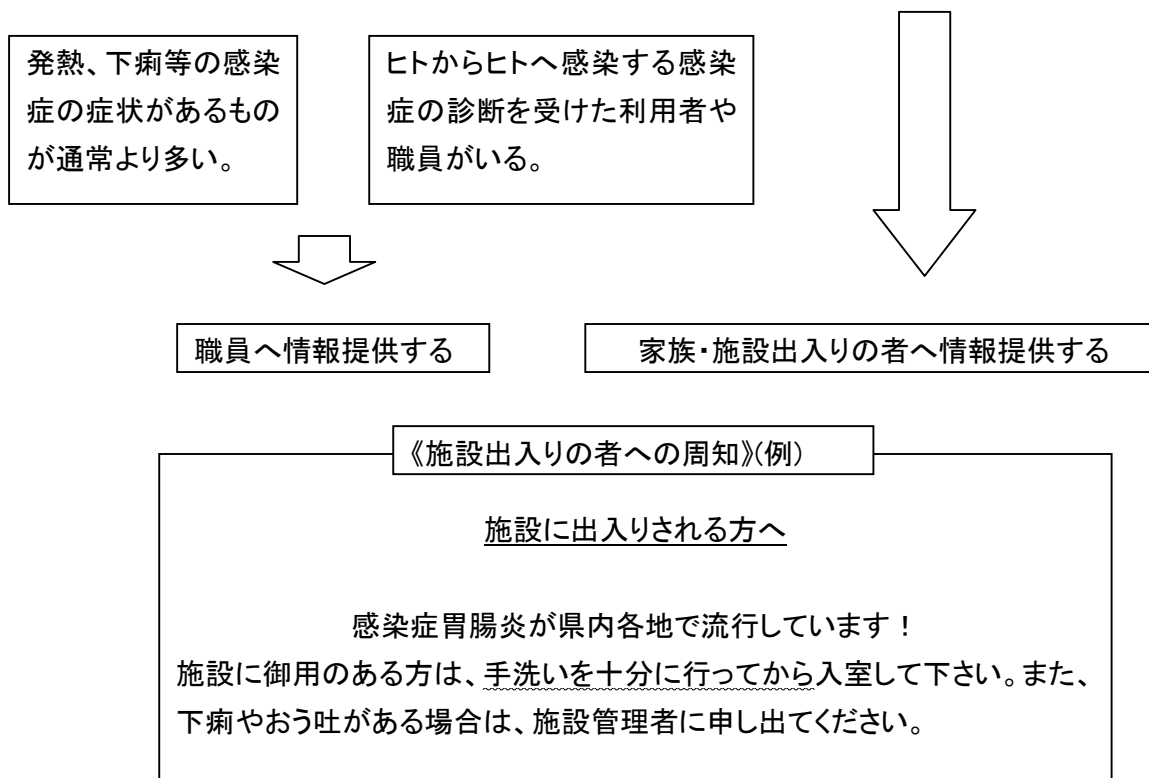 発熱、下痢等の感染
症の症状があるもの
が通常より多い。
ヒトからヒトへ感染する感染
症の診断を受けた利用者や
職員がいる。
職員へ情報提供する
家族・施設出入りの者へ情報提供する
《施設出入りの者への周知》(例)
施設に出入りされる方へ
感染症胃腸炎が県内各地で流行しています！
施設に御用のある方は、手洗いを十分に行ってから入室して下さい。また、
下痢やおう吐がある場合は、施設管理者に申し出てください。